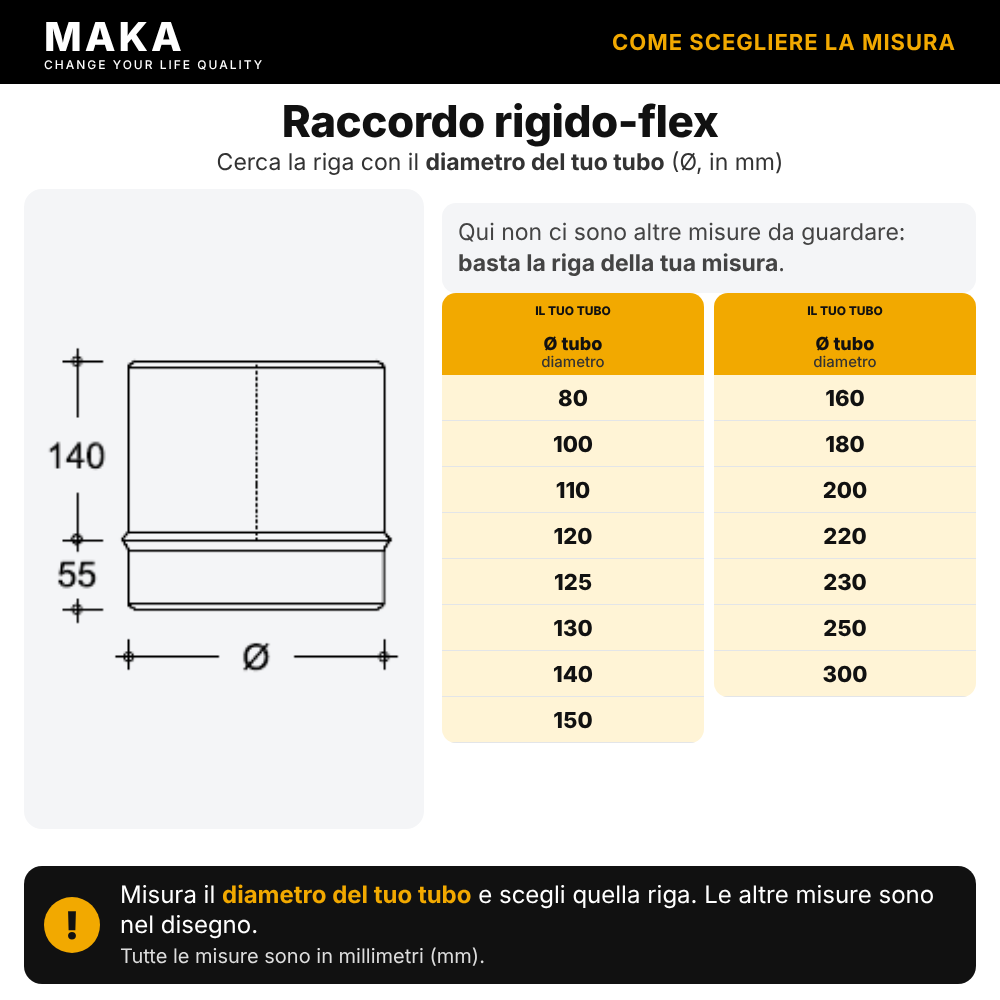 MAKA
CHANGE YOUR LIFE QUALITY
COME SCEGLIERE LA MISURA
Raccordo rigido-flex
Cerca la riga con il diametro del tuo tubo (Ø, in mm)
140
55
Ø
Qui non ci sono altre misure da guardare:
basta la riga della tua misura.
IL TUO TUBO
Ø tubo
diametro
80
100
110
120
125
130
140
150
IL TUO TUBO
Ø tubo
diametro
160
180
200
220
230
250
300
!
Misura il diametro del tuo tubo e scegli quella riga. Le altre misure sono
nel disegno.
Tutte le misure sono in millimetri (mm).